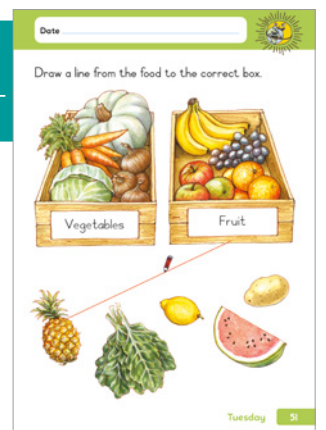 Date
Draw a line from the food to the correct box.
Vegetables
Fruit
Tuesday
51